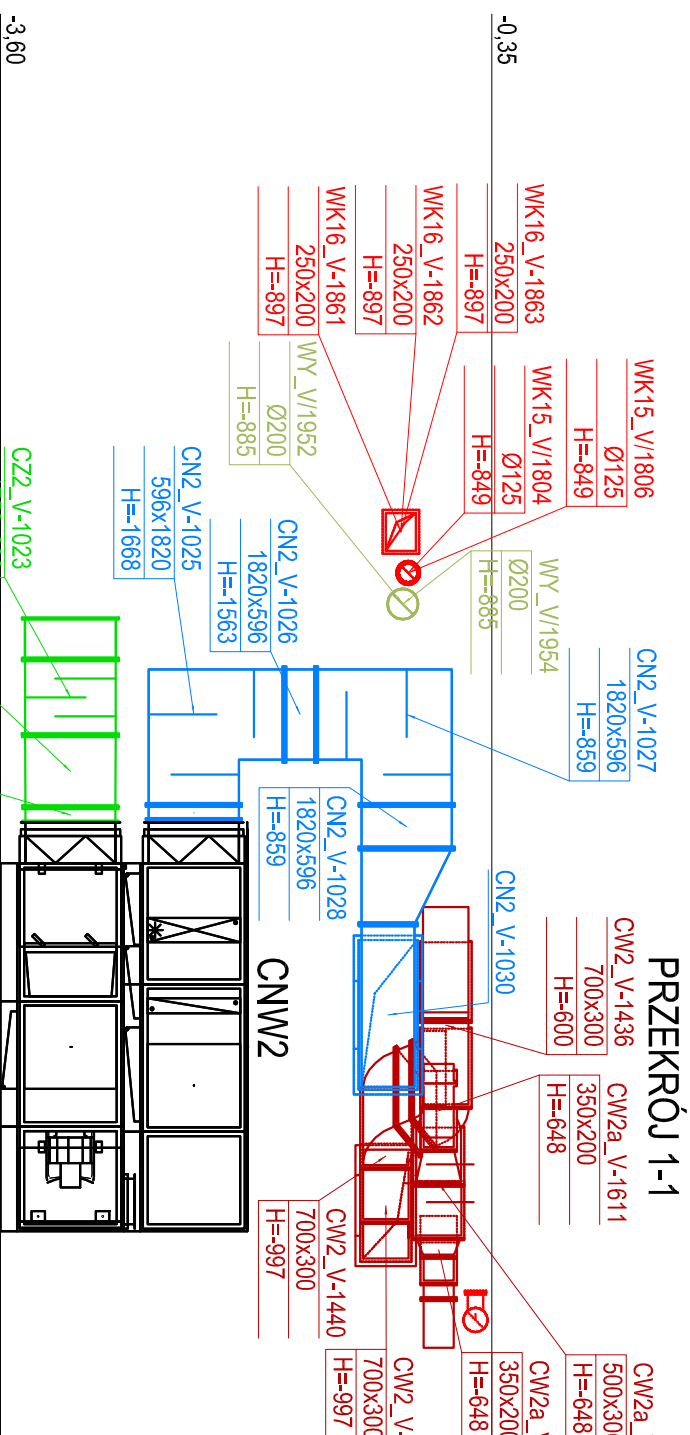 PRZEKRÓJ 1-1
-0,35
-3,60
WK16_V-1863
250x200
H=-897
WK16_V-1862
250x200
H=-897
WK16_V-1861
250x200
H=-897
WK15_V/1806
Ø125
H=-849
WK15_V/1804
Ø125
H=-849
WY_V/1952
Ø200
H=-885
WY_V/1954
Ø200
H=-885
CN2_V-1027
1820x596
H=-859
CN2_V-1026
1820x596
H=-1563
CN2_V-1025
596x1820
H=-1668
CZ2_V-1023
CN2_V-1028
1820x596
H=-859
CN2_V-1030
CW2_V-1436
700x300
H=-600
CW2a_V-1611
350x200
H=-648
CNW2
CW2_V-1440
700x300
H=-997
CW2a_
500x300
H=-648
CW2a_
350x200
H=-648
CW2_V-
700x300
H=-997